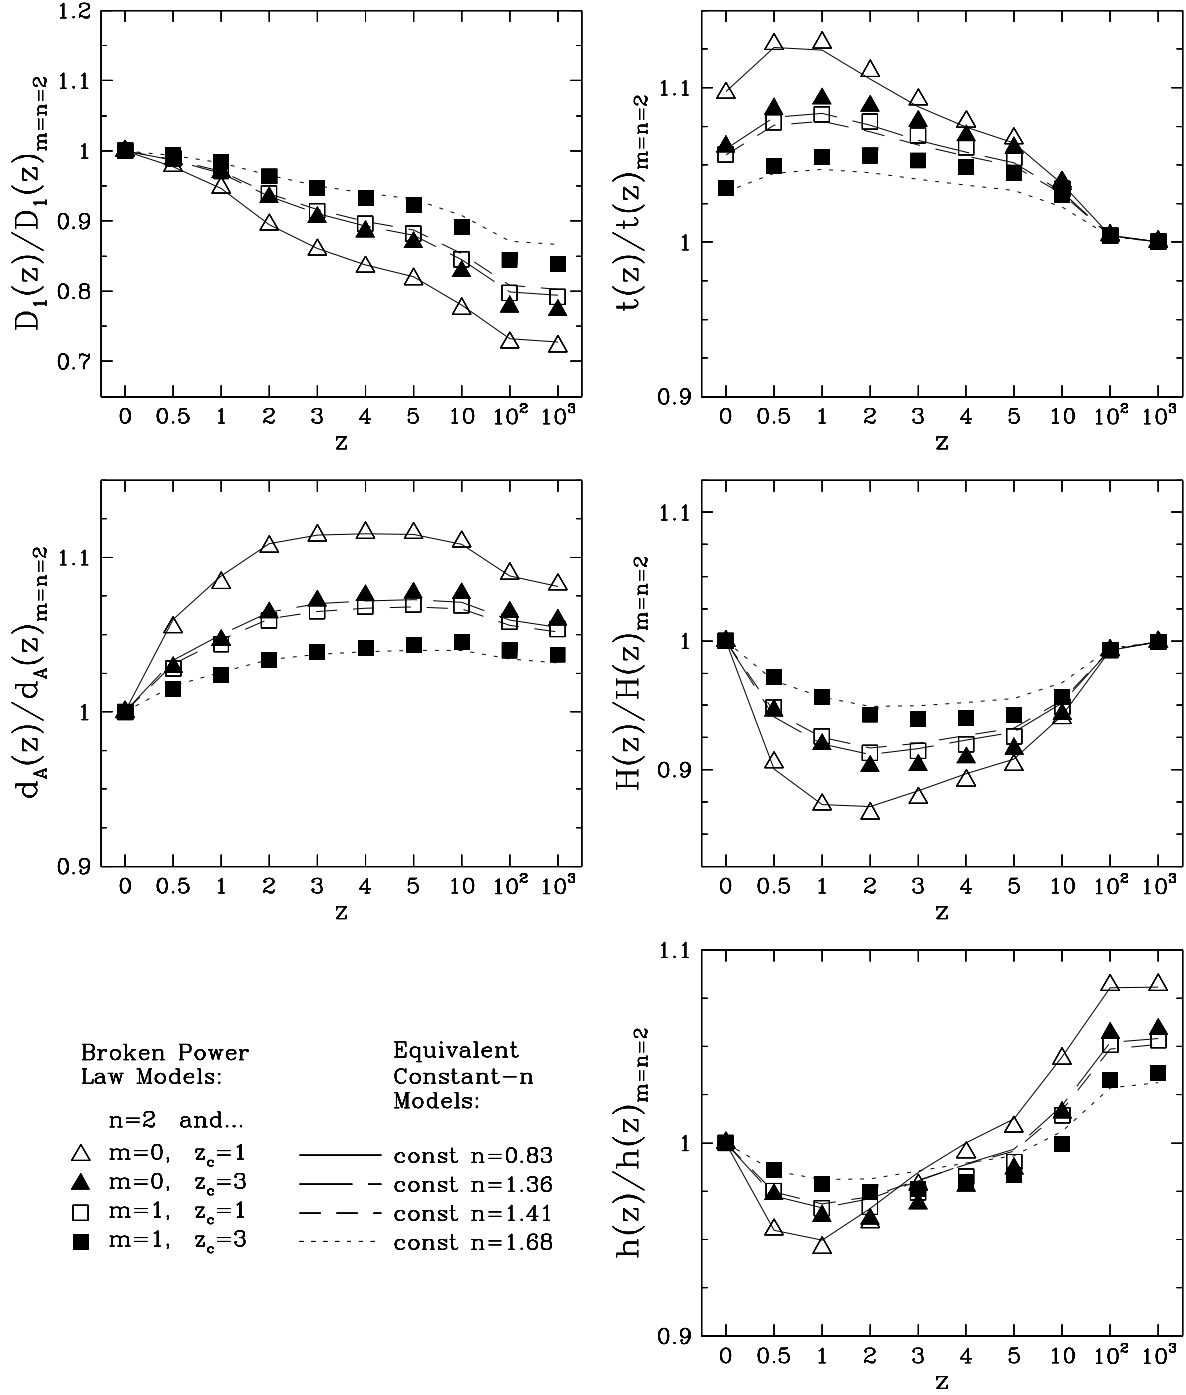 1.2
1.1
1
0.9
0.8
0.7
D₁(z)/D₁(z)ₘ₌ₙ₌₂
0 0.5 1 2 3 4 5 10 10² 10³
z
1.1
1
0.9
t(z)/t(z)ₘ₌ₙ₌₂
0 0.5 1 2 3 4 5 10 10² 10³
z
1.1
1
0.9
d_A(z)/d_A(z)ₘ₌ₙ₌₂
0 0.5 1 2 3 4 5 10 10² 10³
z
1.1
1
0.9
H(z)/H(z)ₘ₌ₙ₌₂
0 0.5 1 2 3 4 5 10 10² 10³
z
1.1
1
0.9
h(z)/h(z)ₘ₌ₙ₌₂
0 0.5 1 2 3 4 5 10 10² 10³
z
Broken Power
Law Models:
n=2 and...
m=0, z_c=1
m=0, z_c=3
m=1, z_c=1
m=1, z_c=3
Equivalent
Constant-n
Models:
const n=0.83
const n=1.36
const n=1.41
const n=1.68